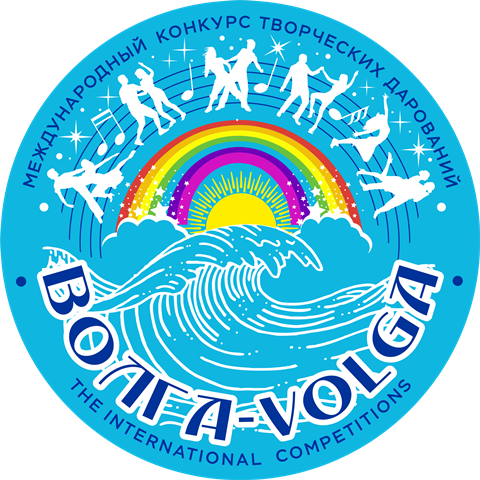 МЕЖДУНАРОДНЫЙ КОНКУРС ТВОРЧЕСКИХ ДАРОВАНИЙ
ВОЛГА-VOLGA
THE INTERNATIONAL COMPETITIONS